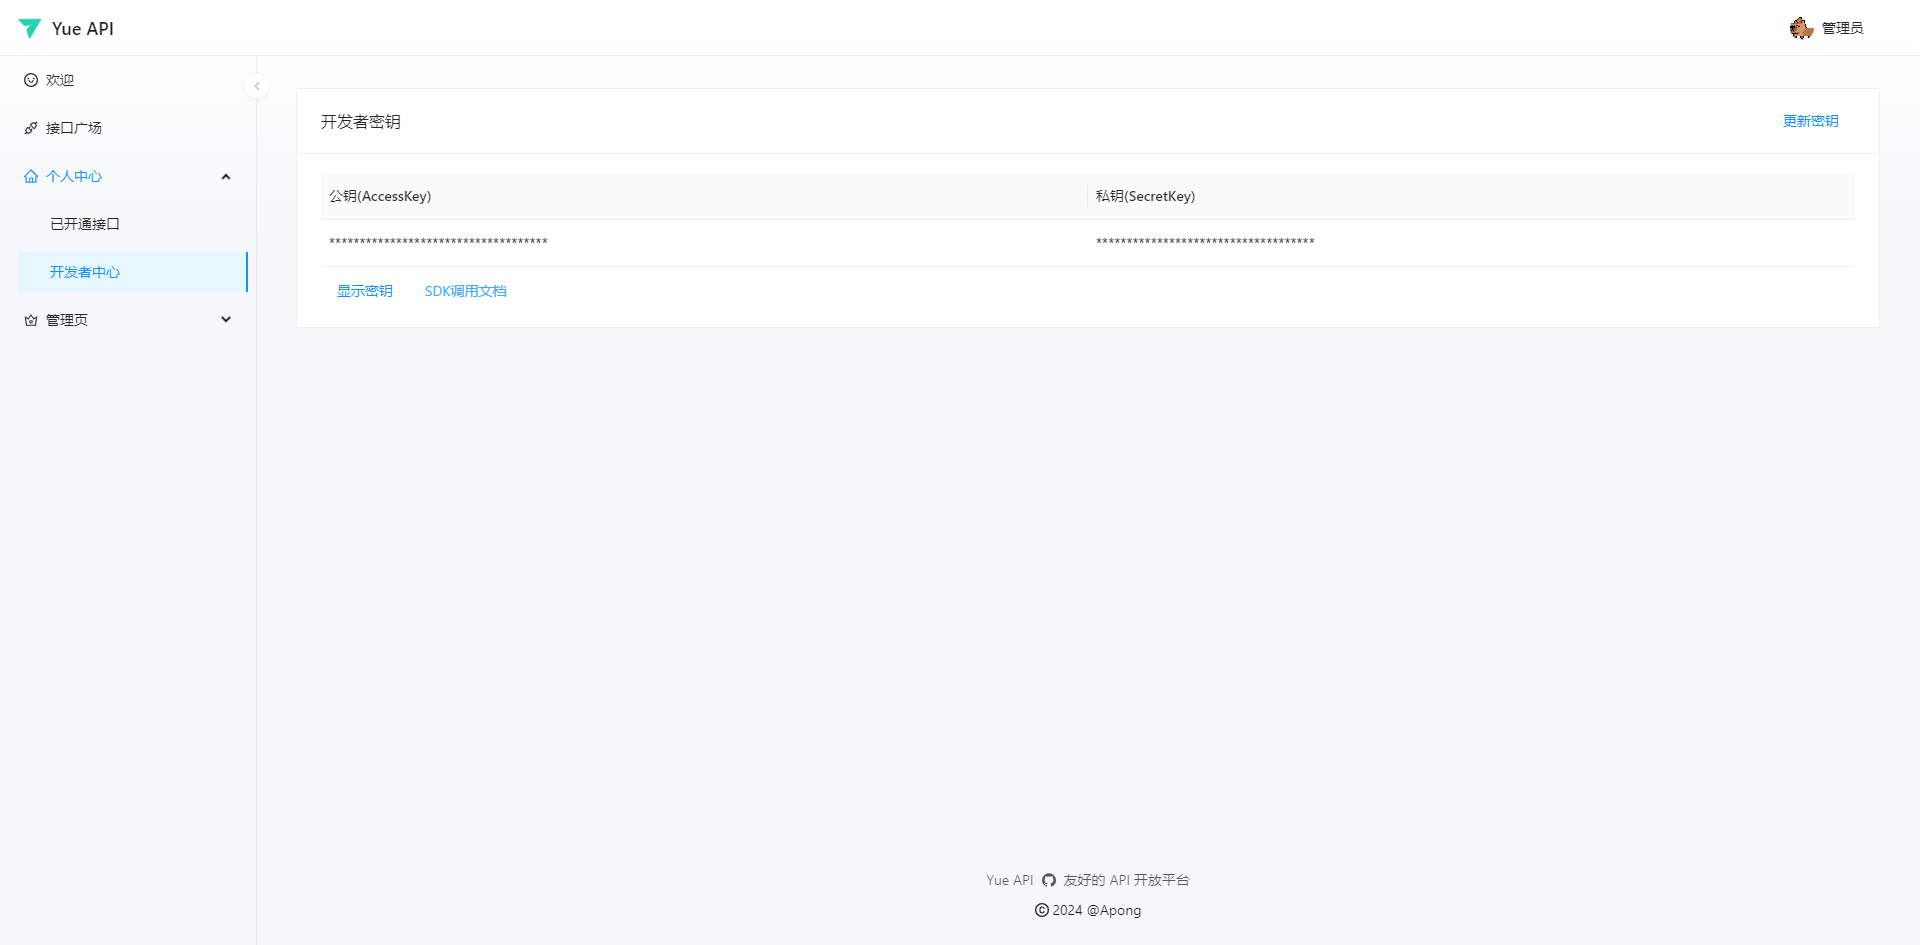 Yue API
管理员
欢迎
接口广场
个人中心
已开通接口
开发者中心
管理页
开发者密钥
更新密钥
公钥(AccessKey) 私钥(SecretKey)
************************************ ************************************
显示密钥 SDK调用文档
Yue API 友好的 API 开放平台
© 2024 @Apong